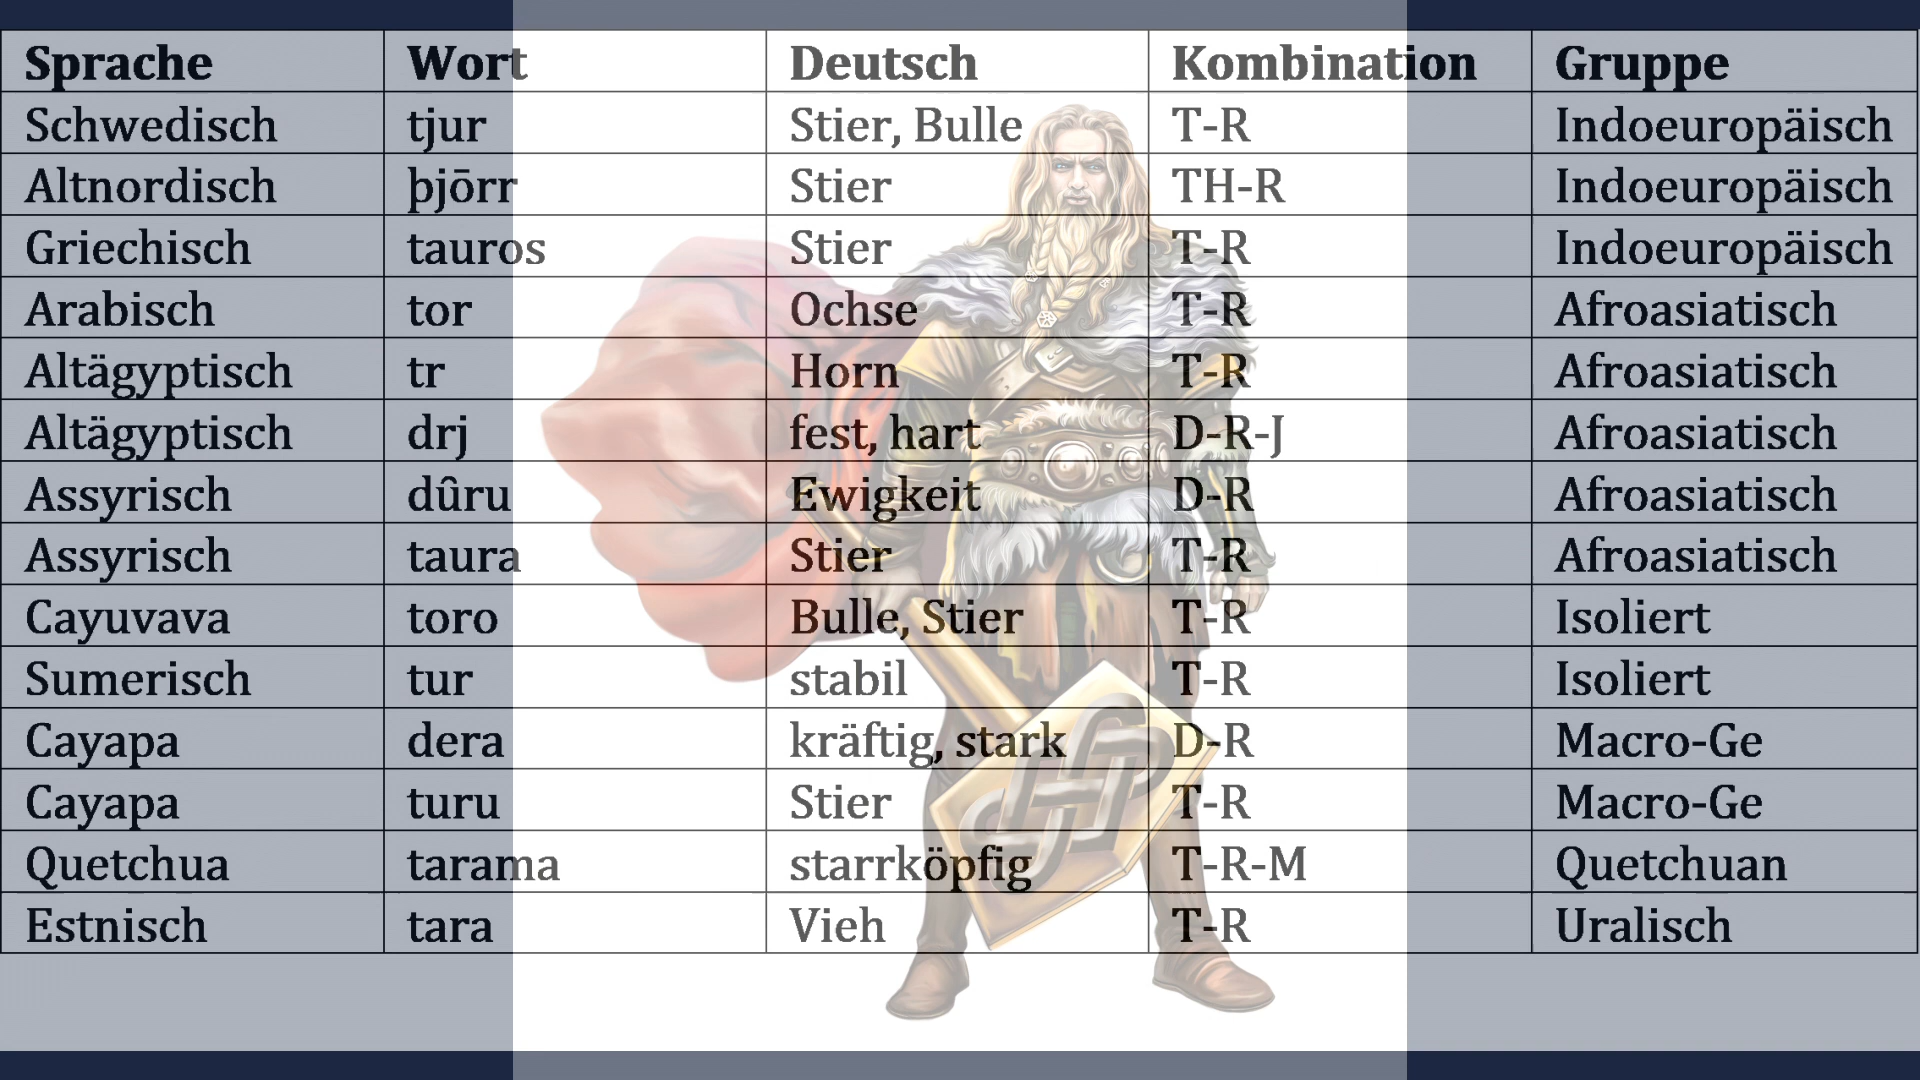 Sprache Wort Deutsch Kombination Gruppe
Schwedisch tjur Stier, Bulle T-R Indoeuropäisch
Altnordisch þjōrr Stier TH-R Indoeuropäisch
Griechisch tauros Stier T-R Indoeuropäisch
Arabisch tor Ochse T-R Afroasiatisch
Altägyptisch tr Horn T-R Afroasiatisch
Altägyptisch drj fest, hart D-R-J Afroasiatisch
Assyrisch dûru Ewigkeit D-R Afroasiatisch
Assyrisch taura Stier T-R Afroasiatisch
Cayuvava toro Bulle, Stier T-R Isoliert
Sumerisch tur stabil T-R Isoliert
Cayapa dera kräftig, stark D-R Macro-Ge
Cayapa turu Stier T-R Macro-Ge
Quetchua tarama starrköpfig T-R-M Quetchuan
Estnisch tara Vieh T-R Uralisch